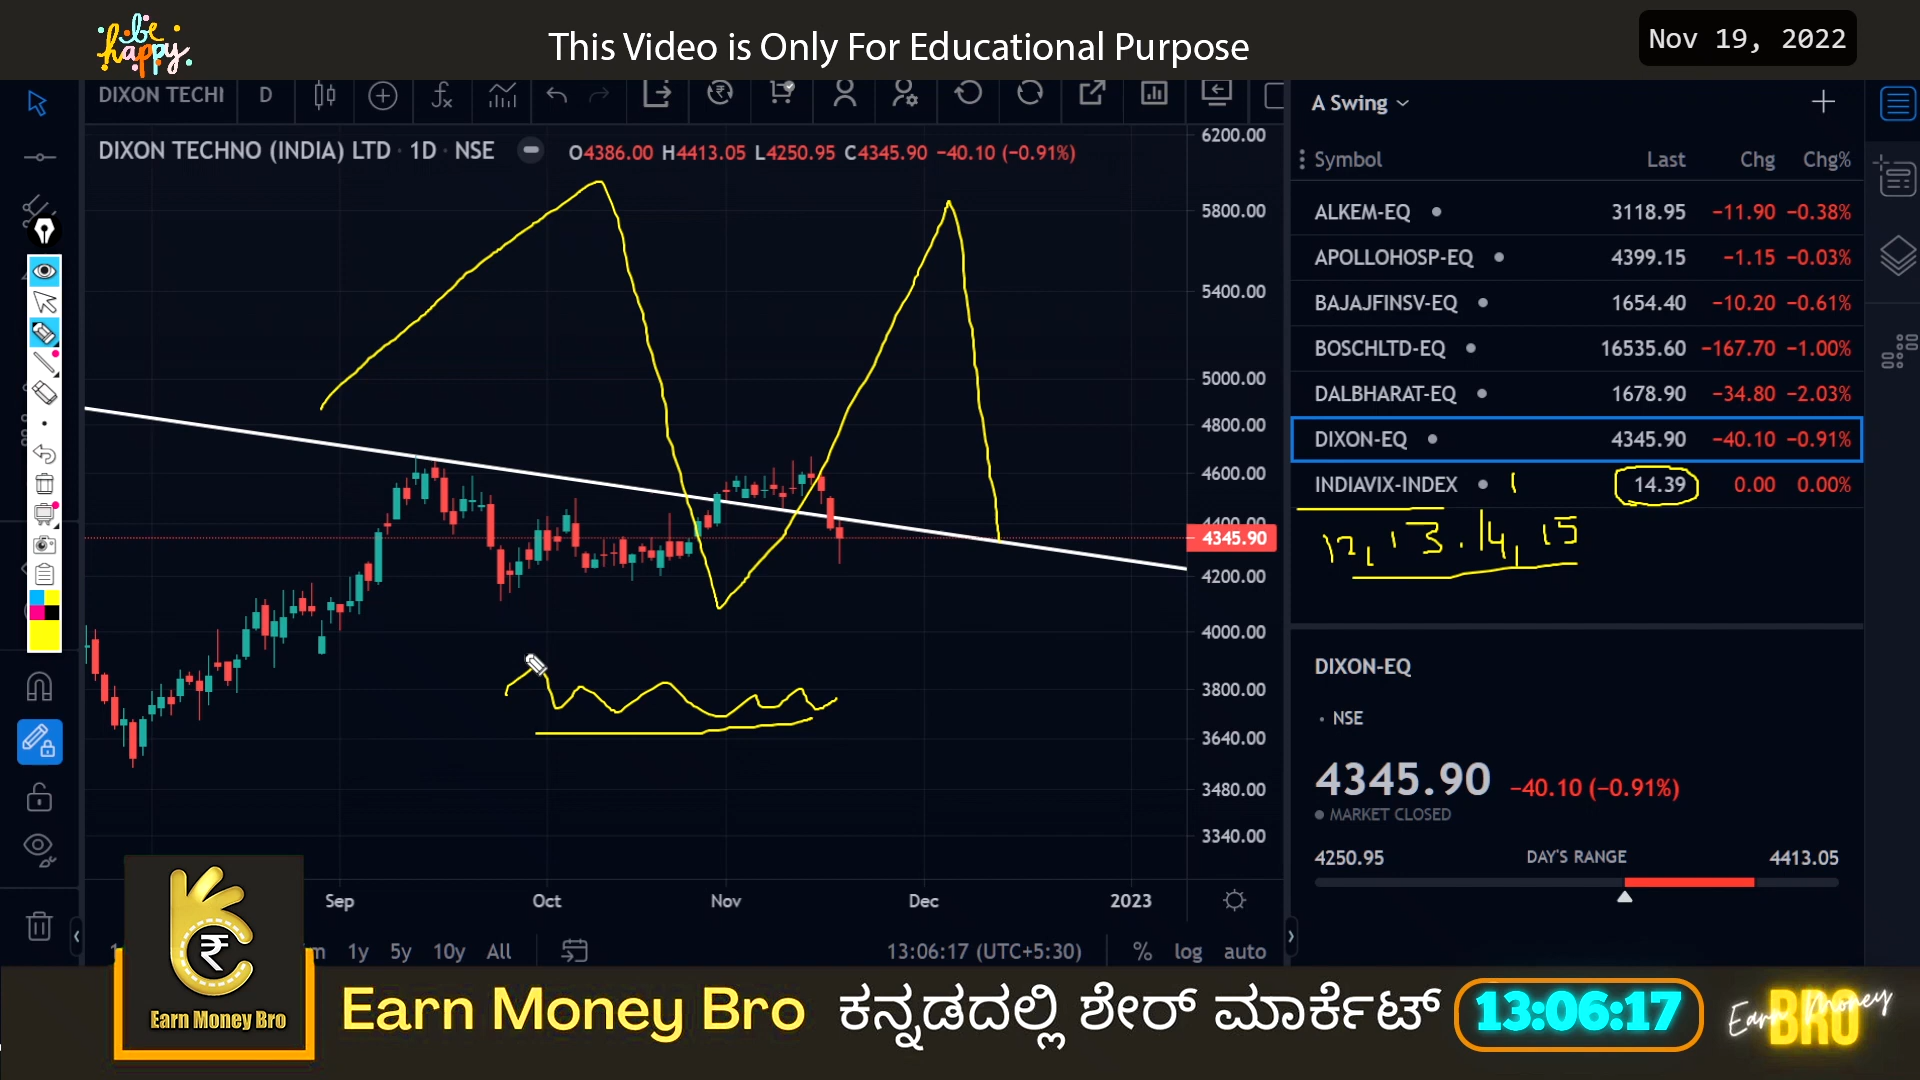 be happy
This Video is Only For Educational Purpose
Nov 19, 2022
DIXON TECHI D
DIXON TECHNO (INDIA) LTD · 1D · NSE O4386.00 H4413.05 L4250.95 C4345.90 −40.10 (−0.91%)
6200.00
5800.00
5400.00
5000.00
4800.00
4600.00
4400.00
4345.90
4200.00
4000.00
3800.00
3640.00
3480.00
3340.00
Sep Oct Nov Dec 2023
1y 5y 10y All 13:06:17 (UTC+5:30) % log auto
A Swing
Symbol Last Chg Chg%
ALKEM-EQ 3118.95 −11.90 −0.38%
APOLLOHOSP-EQ 4399.15 −1.15 −0.03%
BAJAJFINSV-EQ 1654.40 −10.20 −0.61%
BOSCHLTD-EQ 16535.60 −167.70 −1.00%
DALBHARAT-EQ 1678.90 −34.80 −2.03%
DIXON-EQ 4345.90 −40.10 −0.91%
INDIAVIX-INDEX 14.39 0.00 0.00%
12, 13. 14, 15
DIXON-EQ
· NSE
4345.90 −40.10 (−0.91%)
MARKET CLOSED
4250.95 DAY'S RANGE 4413.05
₹
Earn Money Bro
Earn Money Bro ಕನ್ನಡದಲ್ಲಿ ಶೇರ್ ಮಾರ್ಕೆಟ್ 13:06:17
Earn Money BRO